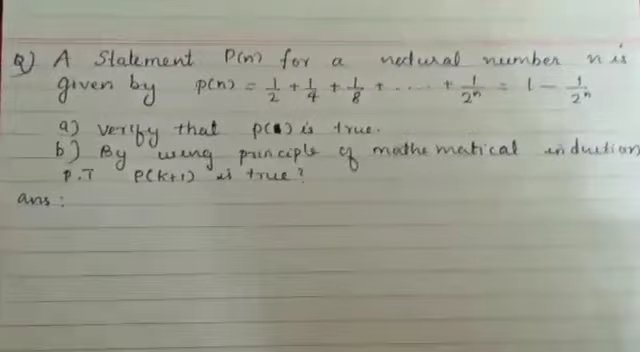 Q) A Statement P(n) for a natural number n is
given by P(n) = 1/2 + 1/4 + 1/8 + ..... + 1/2ⁿ = 1 - 1/2ⁿ
a) verify that P( ) is true.
b) By using principle of mathematical induction
P.T P(k+1) is true?
ans :